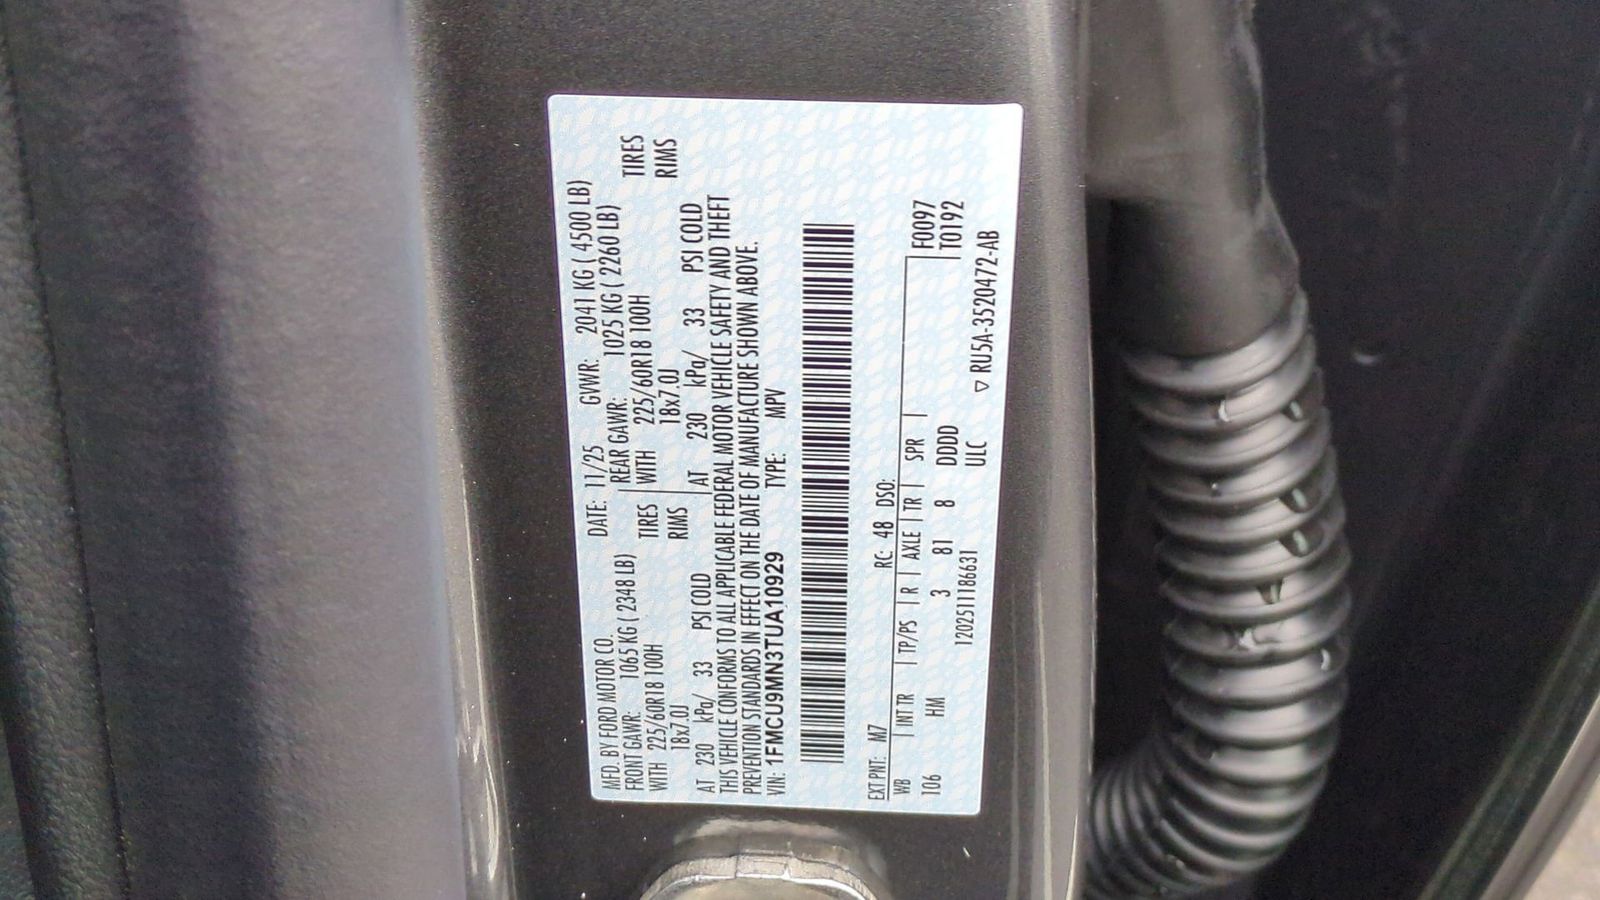 MFD. BY FORD MOTOR CO. DATE: 11/25 GVWR: 2041 KG ( 4500 LB)
FRONT GAWR: 1065 KG ( 2348 LB) REAR GAWR: 1025 KG ( 2260 LB)
WITH 225/60R18 100H TIRES WITH 225/60R18 100H TIRES
18x7.0J RIMS 18x7.0J RIMS
AT 230 kPa/ 33 PSI COLD AT 230 kPa/ 33 PSI COLD
THIS VEHICLE CONFORMS TO ALL APPLICABLE FEDERAL MOTOR VEHICLE SAFETY AND THEFT
PREVENTION STANDARDS IN EFFECT ON THE DATE OF MANUFACTURE SHOWN ABOVE.
VIN: 1FMCU9MN3TUA10929 TYPE: MPV
EXT PNT: M7 RC: 48 DSO:
WB INT TR TP/PS R AXLE TR SPR F0097
106 HM 3 81 8 DDDD T0192
1202511186631 ULC
▽ RU5A-3520472-AB